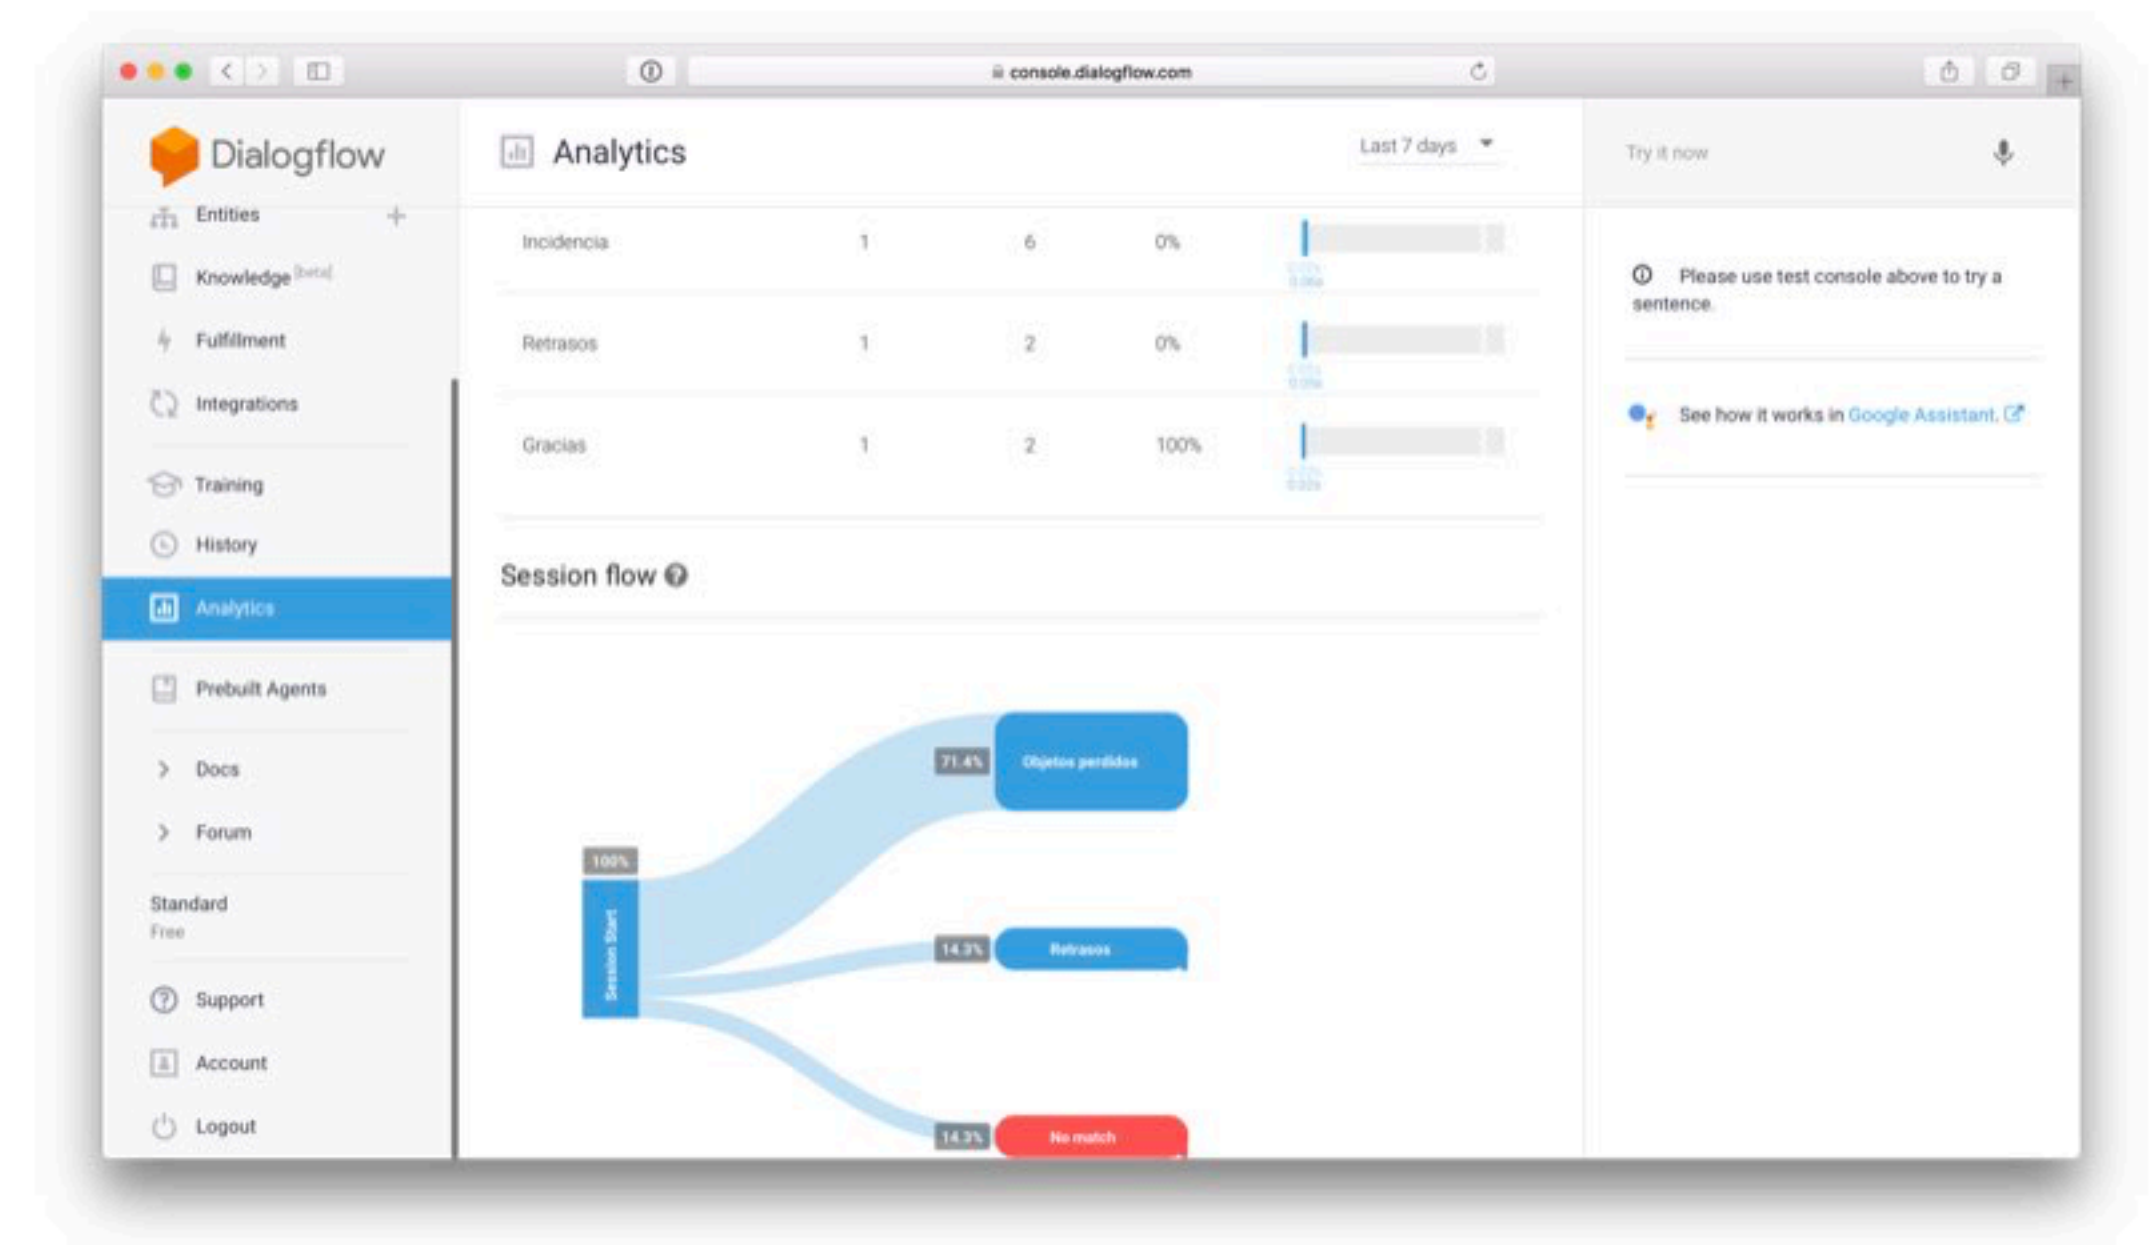 console.dialogflow.com
Dialogflow
Analytics
Last 7 days
Try it now
Entities
Knowledge [beta]
Fulfillment
Integrations
Training
History
Analytics
Prebuilt Agents
Docs
Forum
Standard
Free
Support
Account
Logout
Incidencia 1 6 0%
Retrasos 1 2 0%
Gracias 1 2 100%
Session flow
100%
Session Start
71.4% Objetos perdidos
14.3% Retrasos
14.3% No match
Please use test console above to try a
sentence.
See how it works in Google Assistant.